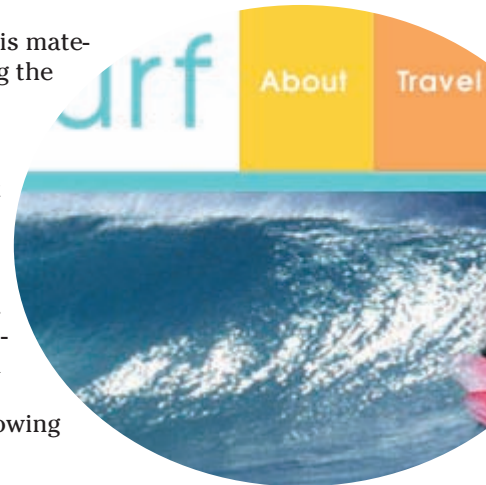 is mate-
g the
urf
About Travel
-
owing